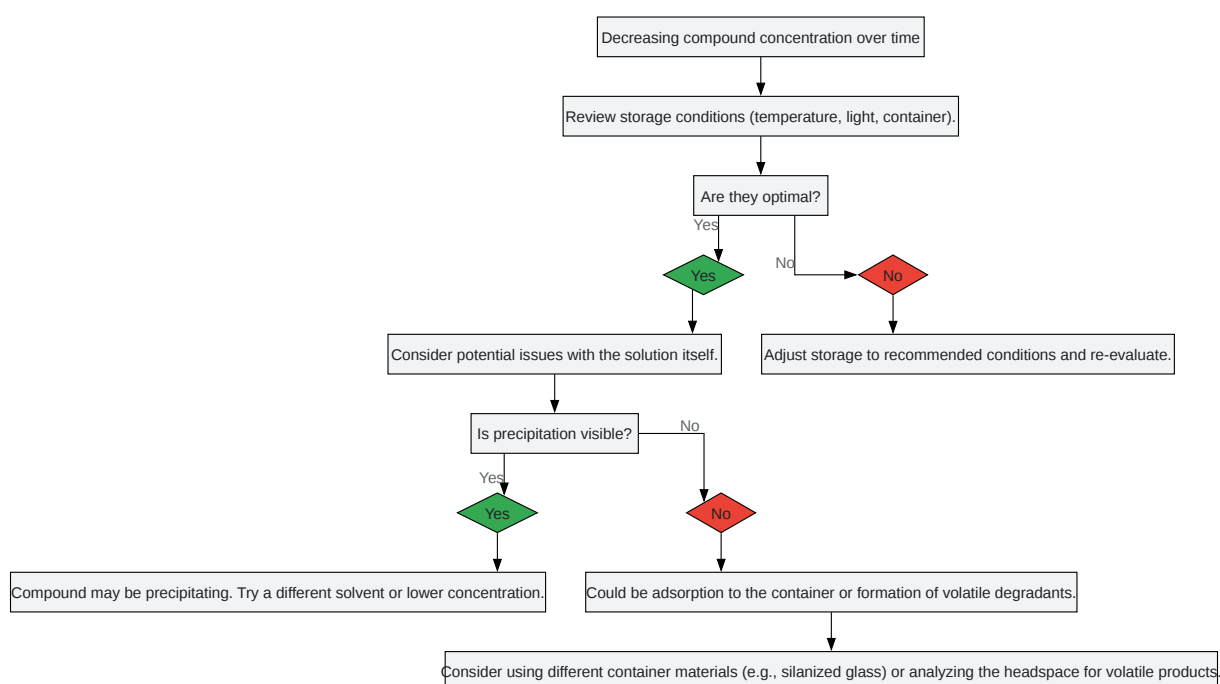 Decreasing compound concentration over time
Review storage conditions (temperature, light, container).
Are they optimal?
Yes
No
Yes
No
Consider potential issues with the solution itself.
Adjust storage to recommended conditions and re-evaluate.
Is precipitation visible?
No
Yes
Yes
No
Compound may be precipitating. Try a different solvent or lower concentration.
Could be adsorption to the container or formation of volatile degradants.
Consider using different container materials (e.g., silanized glass) or analyzing the headspace for volatile products.